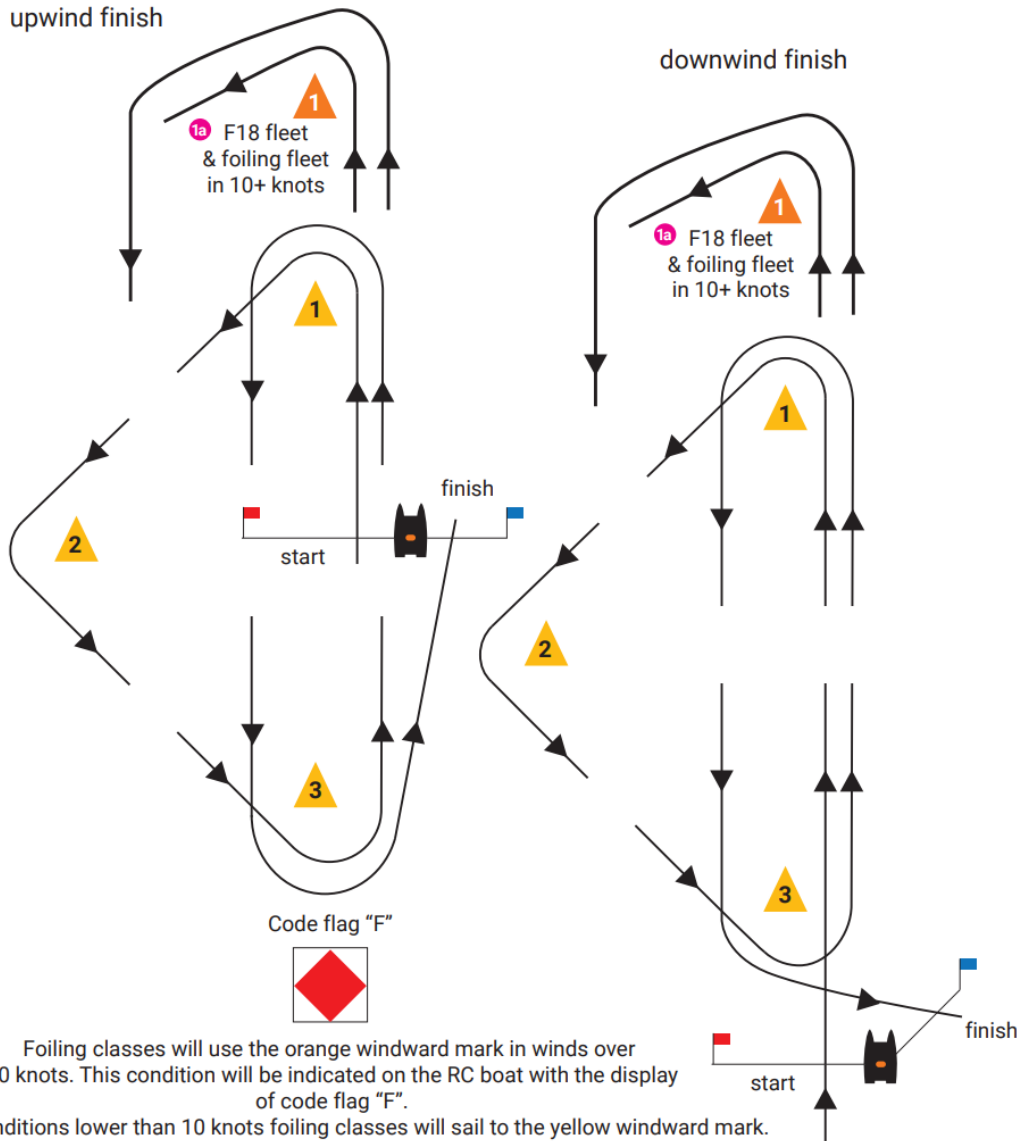 upwind finish
1
1a F18 fleet
& foiling fleet
in 10+ knots
1
2
finish
start
3
Code flag "F"
Foiling classes will use the orange windward mark in winds over
0 knots. This condition will be indicated on the RC boat with the display
of code flag "F".
nditions lower than 10 knots foiling classes will sail to the yellow windward mark.
downwind finish
1
1a F18 fleet
& foiling fleet
in 10+ knots
1
2
3
finish
start